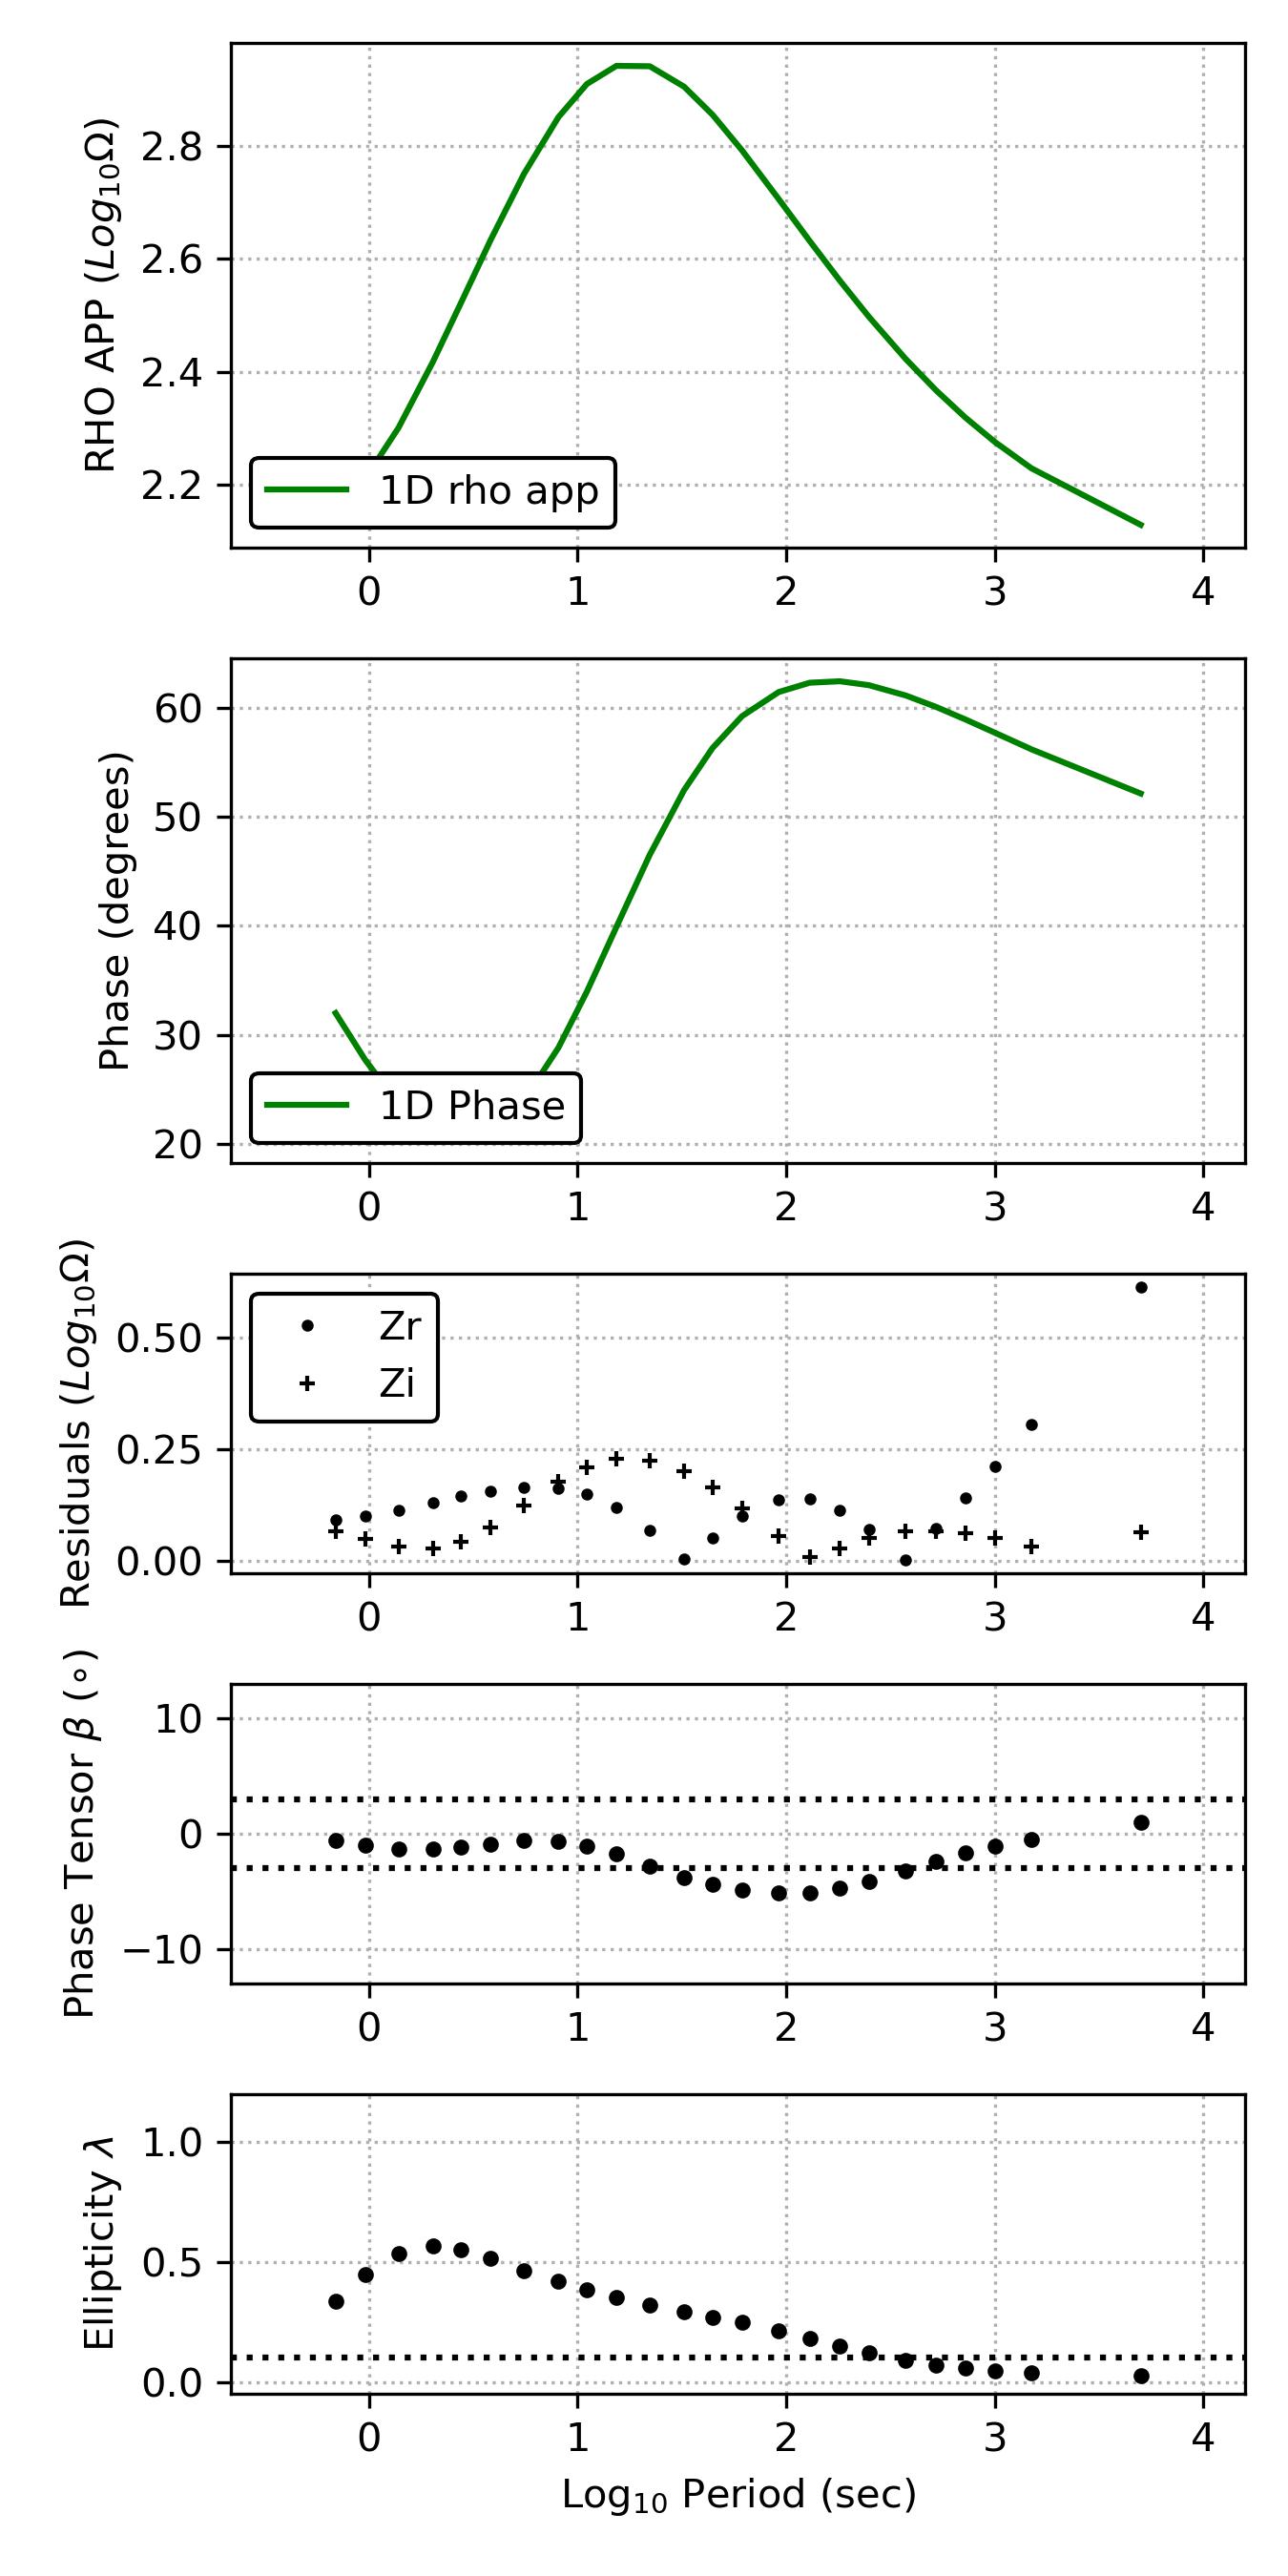 RHO APP (Log₁₀Ω)
2.8
2.6
2.4
2.2
1D rho app
0 1 2 3 4
Phase (degrees)
60
50
40
30
20
1D Phase
0 1 2 3 4
Residuals (Log₁₀Ω)
0.50
0.25
0.00
Zr
Zi
0 1 2 3 4
Phase Tensor β (∘)
10
0
−10
0 1 2 3 4
Ellipticity λ
1.0
0.5
0.0
0 1 2 3 4
Log₁₀ Period (sec)